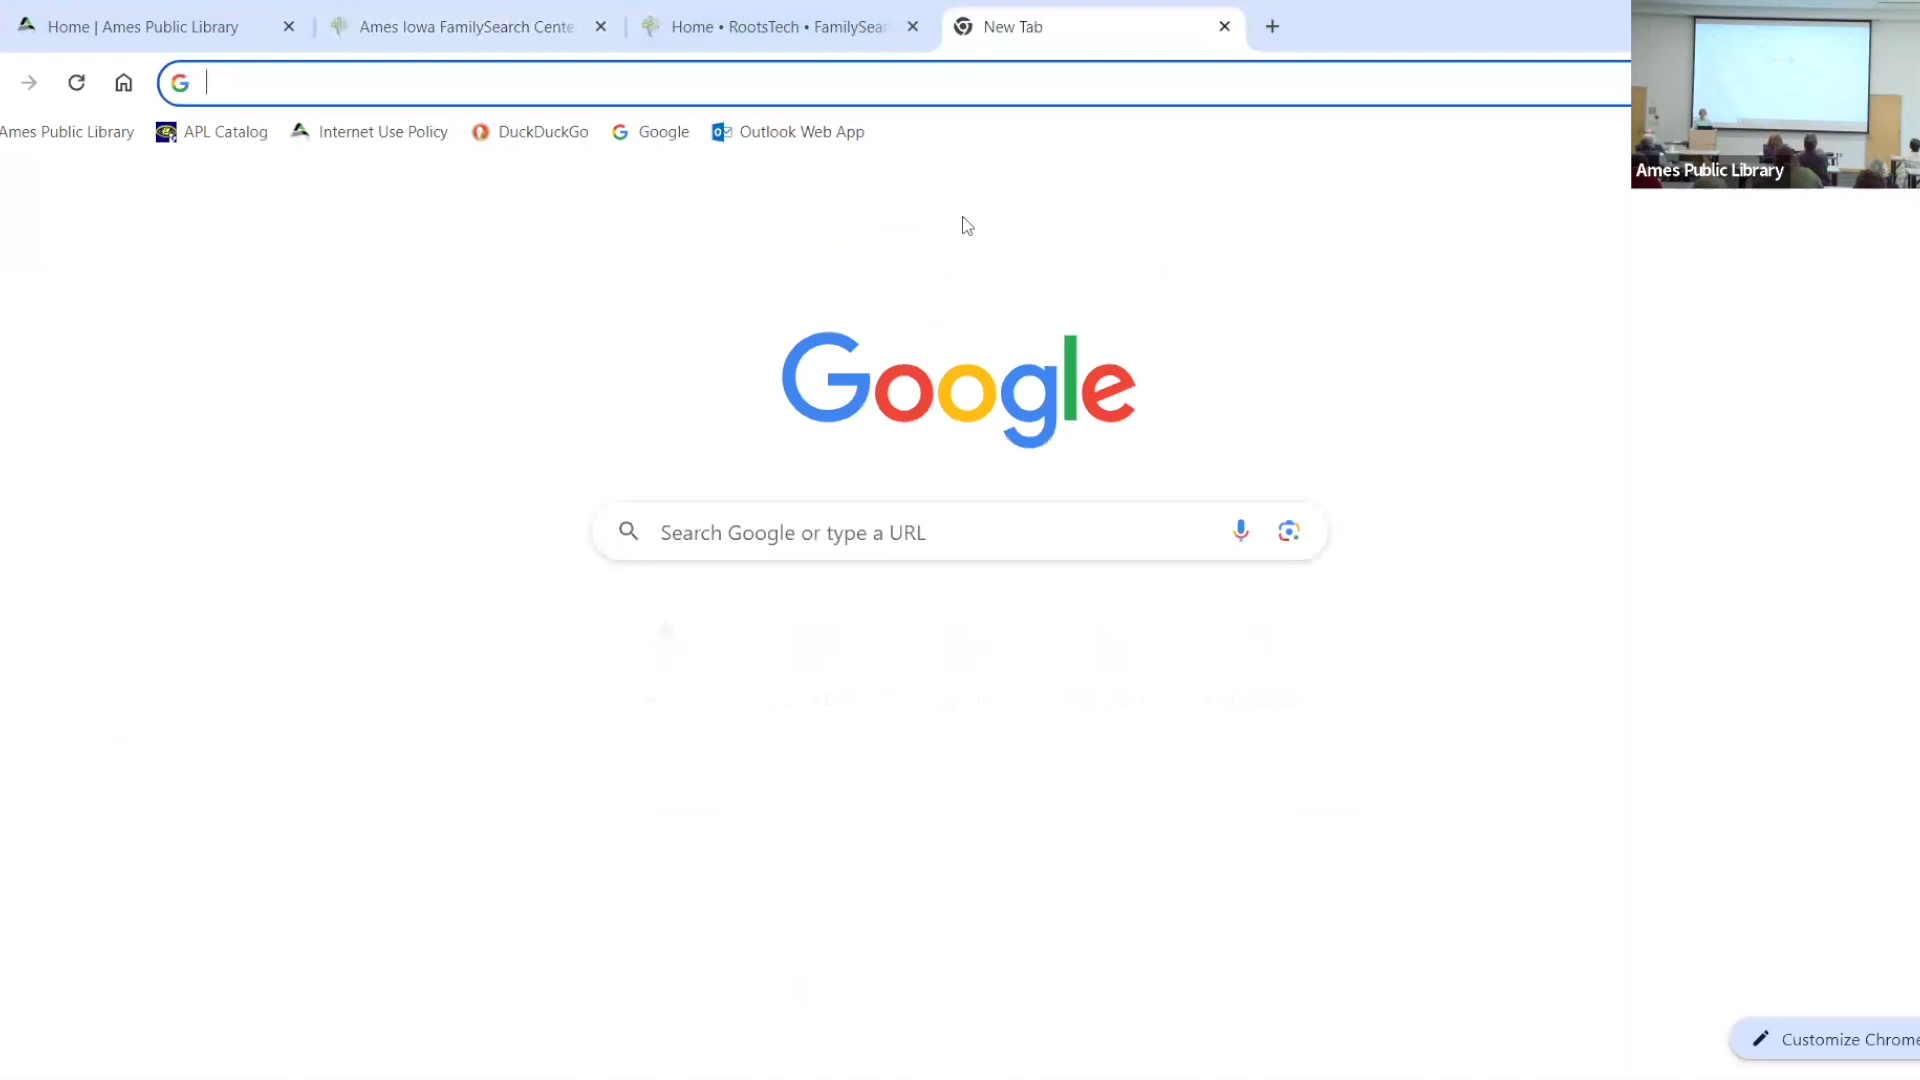 Home | Ames Public Library
Ames Iowa FamilySearch Cente
Home • RootsTech • FamilySear
New Tab
Ames Public Library
APL Catalog
Internet Use Policy
DuckDuckGo
Google
Outlook Web App
Ames Public Library
Google
Search Google or type a URL
Customize Chrome